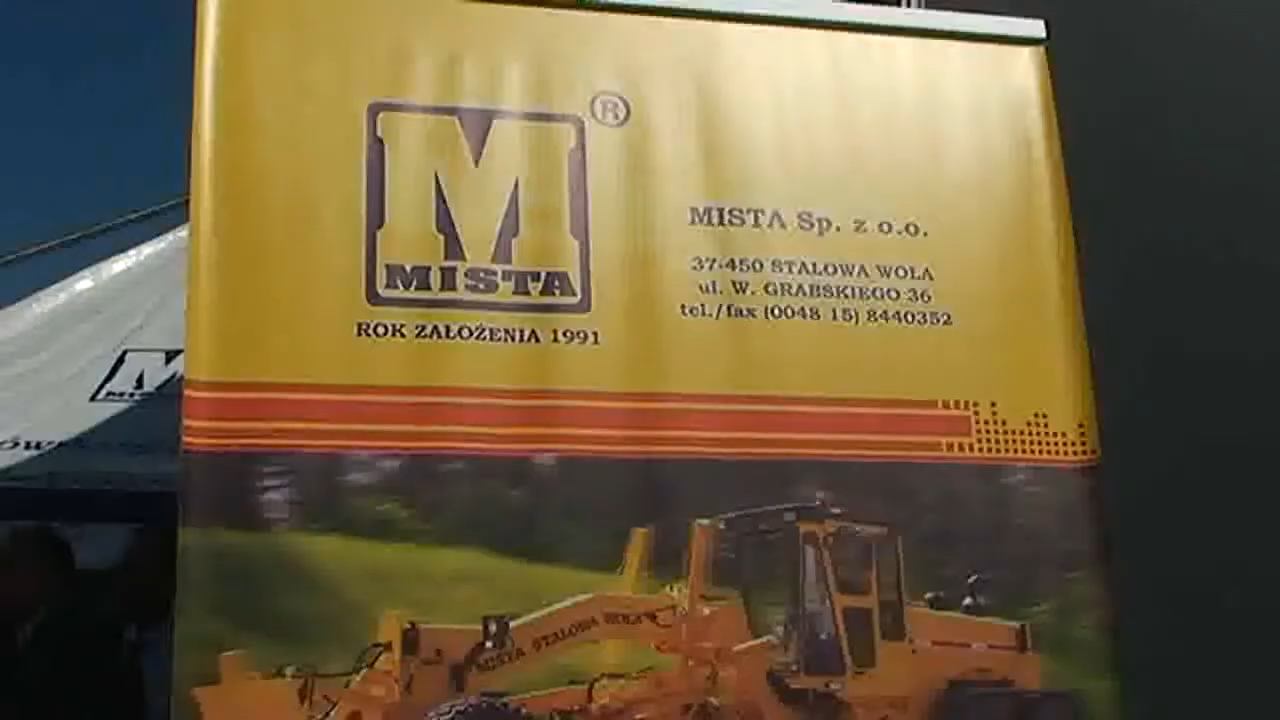 ®
MISTA
ROK ZAŁOŻENIA 1991
MISTA Sp. z o.o.
37-450 STALOWA WOLA
ul. W. GRABSKIEGO 36
tel./fax (0048 15) 8440352
M
MISTA STALOWA WOLA